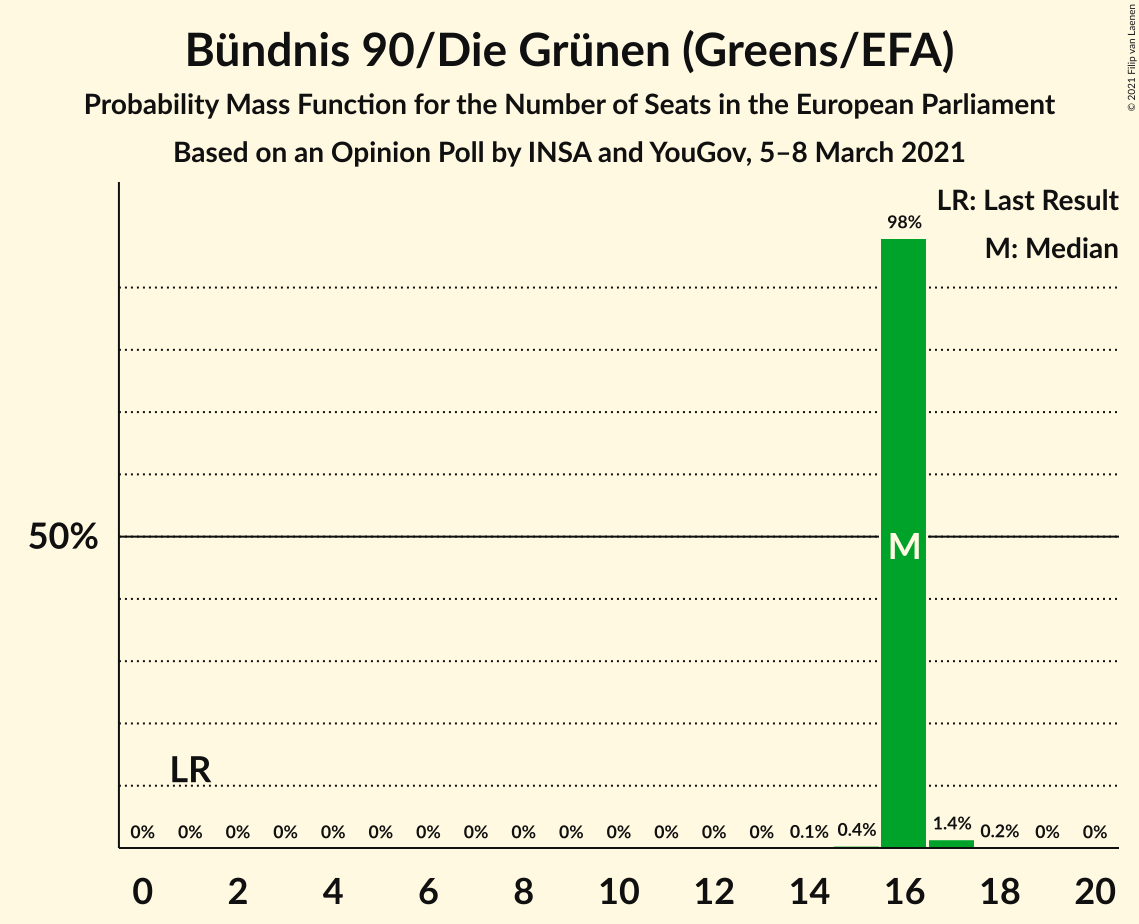 Bündnis 90/Die Grünen (Greens/EFA)
Probability Mass Function for the Number of Seats in the European Parliament
Based on an Opinion Poll by INSA and YouGov, 5–8 March 2021
© 2021 Filip van Laenen
LR: Last Result
M: Median
98%
50%
M
LR
0% 0% 0% 0% 0% 0% 0% 0% 0% 0% 0% 0% 0% 0% 0.1% 0.4% 1.4% 0.2% 0% 0%
0 2 4 6 8 10 12 14 16 18 20